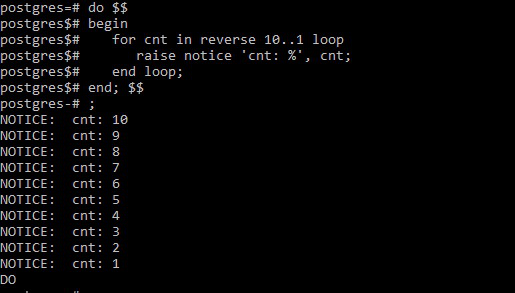 postgres=# do $$
postgres$# begin
postgres$#    for cnt in reverse 10..1 loop
postgres$#       raise notice 'cnt: %', cnt;
postgres$#    end loop;
postgres$# end; $$
postgres-# ;
NOTICE:  cnt: 10
NOTICE:  cnt: 9
NOTICE:  cnt: 8
NOTICE:  cnt: 7
NOTICE:  cnt: 6
NOTICE:  cnt: 5
NOTICE:  cnt: 4
NOTICE:  cnt: 3
NOTICE:  cnt: 2
NOTICE:  cnt: 1
DO